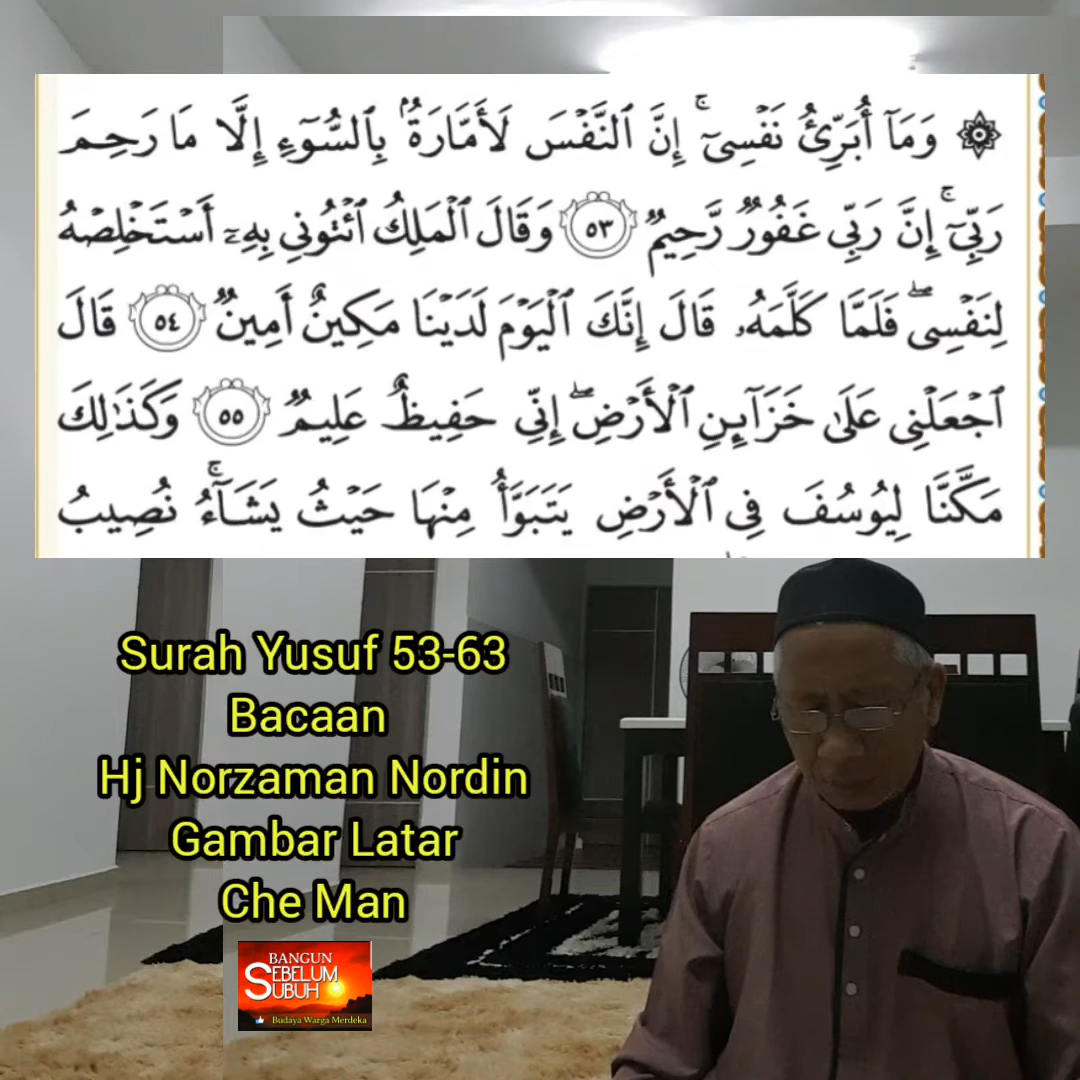 ۞ وَمَآ أُبَرِّئُ نَفْسِىٓ ۚ إِنَّ ٱلنَّفْسَ لَأَمَّارَةٌۢ بِٱلسُّوٓءِ إِلَّا مَا رَحِمَ
رَبِّىٓ ۚ إِنَّ رَبِّى غَفُورٌ رَّحِيمٌ ٥٣ وَقَالَ ٱلْمَلِكُ ٱئْتُونِى بِهِۦٓ أَسْتَخْلِصْهُ
لِنَفْسِى ۖ فَلَمَّا كَلَّمَهُۥ قَالَ إِنَّكَ ٱلْيَوْمَ لَدَيْنَا مَكِينٌ أَمِينٌ ٥٤ قَالَ
ٱجْعَلْنِى عَلَىٰ خَزَآئِنِ ٱلْأَرْضِ ۖ إِنِّى حَفِيظٌ عَلِيمٌ ٥٥ وَكَذَٰلِكَ
مَكَّنَّا لِيُوسُفَ فِى ٱلْأَرْضِ يَتَبَوَّأُ مِنْهَا حَيْثُ يَشَآءُ ۚ نُصِيبُ
Surah Yusuf 53-63
Bacaan
Hj Norzaman Nordin
Gambar Latar
Che Man
BANGUN
SEBELUM
SUBUH
Budaya Warga Merdeka